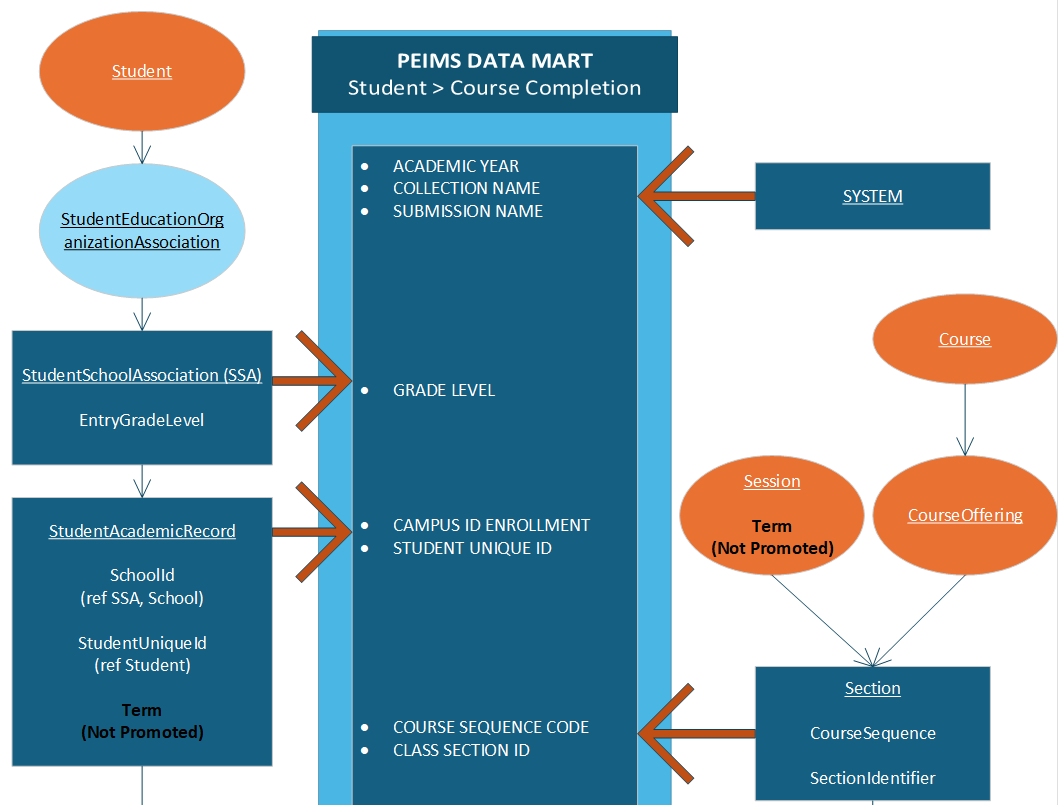 Student
StudentEducationOrg
anizationAssociation
StudentSchoolAssociation (SSA)
EntryGradeLevel
StudentAcademicRecord
SchoolId
(ref SSA, School)
StudentUniqueId
(ref Student)
Term
(Not Promoted)
PEIMS DATA MART
Student > Course Completion
• ACADEMIC YEAR
• COLLECTION NAME
• SUBMISSION NAME
• GRADE LEVEL
• CAMPUS ID ENROLLMENT
• STUDENT UNIQUE ID
• COURSE SEQUENCE CODE
• CLASS SECTION ID
SYSTEM
Course
Session
Term
(Not Promoted)
CourseOffering
Section
CourseSequence
SectionIdentifier